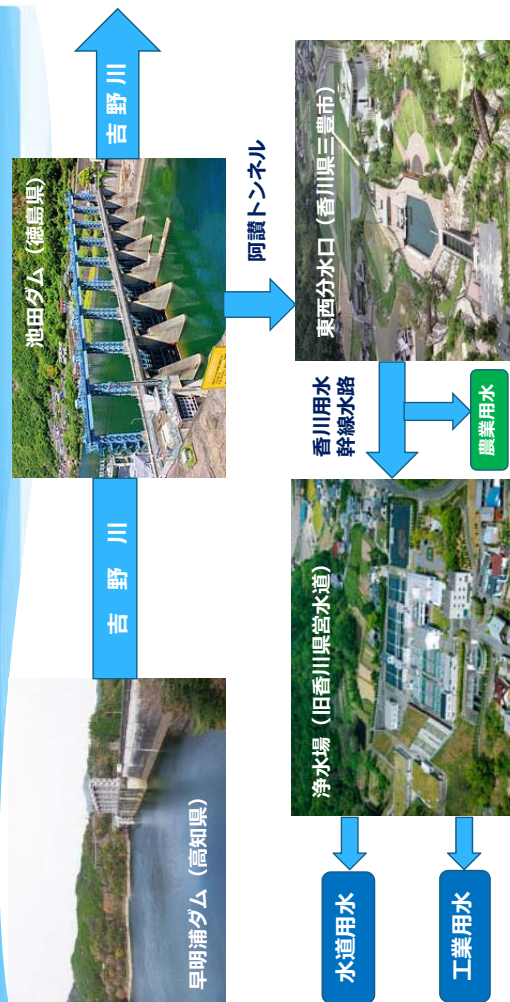 早明浦ダム（高知県）
吉野川
池田ダム（徳島県）
吉野川
阿讃トンネル
東西分水口（香川県三豊市）
香川用水
幹線水路
農業用水
浄水場（旧香川県営水道）
水道用水
工業用水